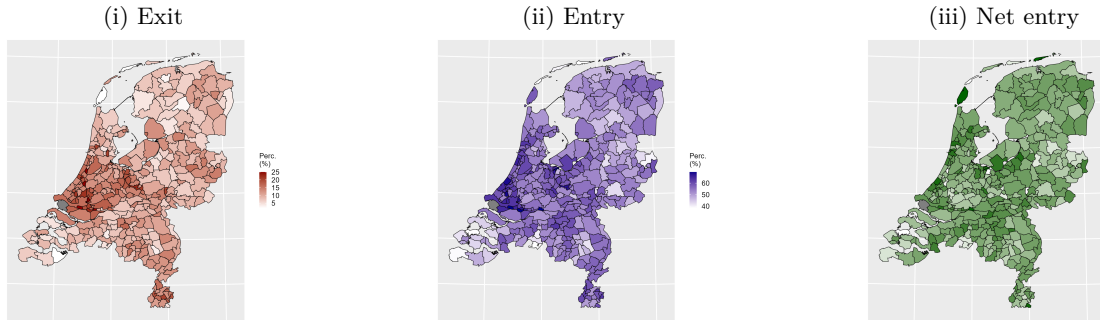 (i) Exit
(ii) Entry
(iii) Net entry
Perc.
(%)
25
20
15
10
5
Perc.
(%)
60
50
40